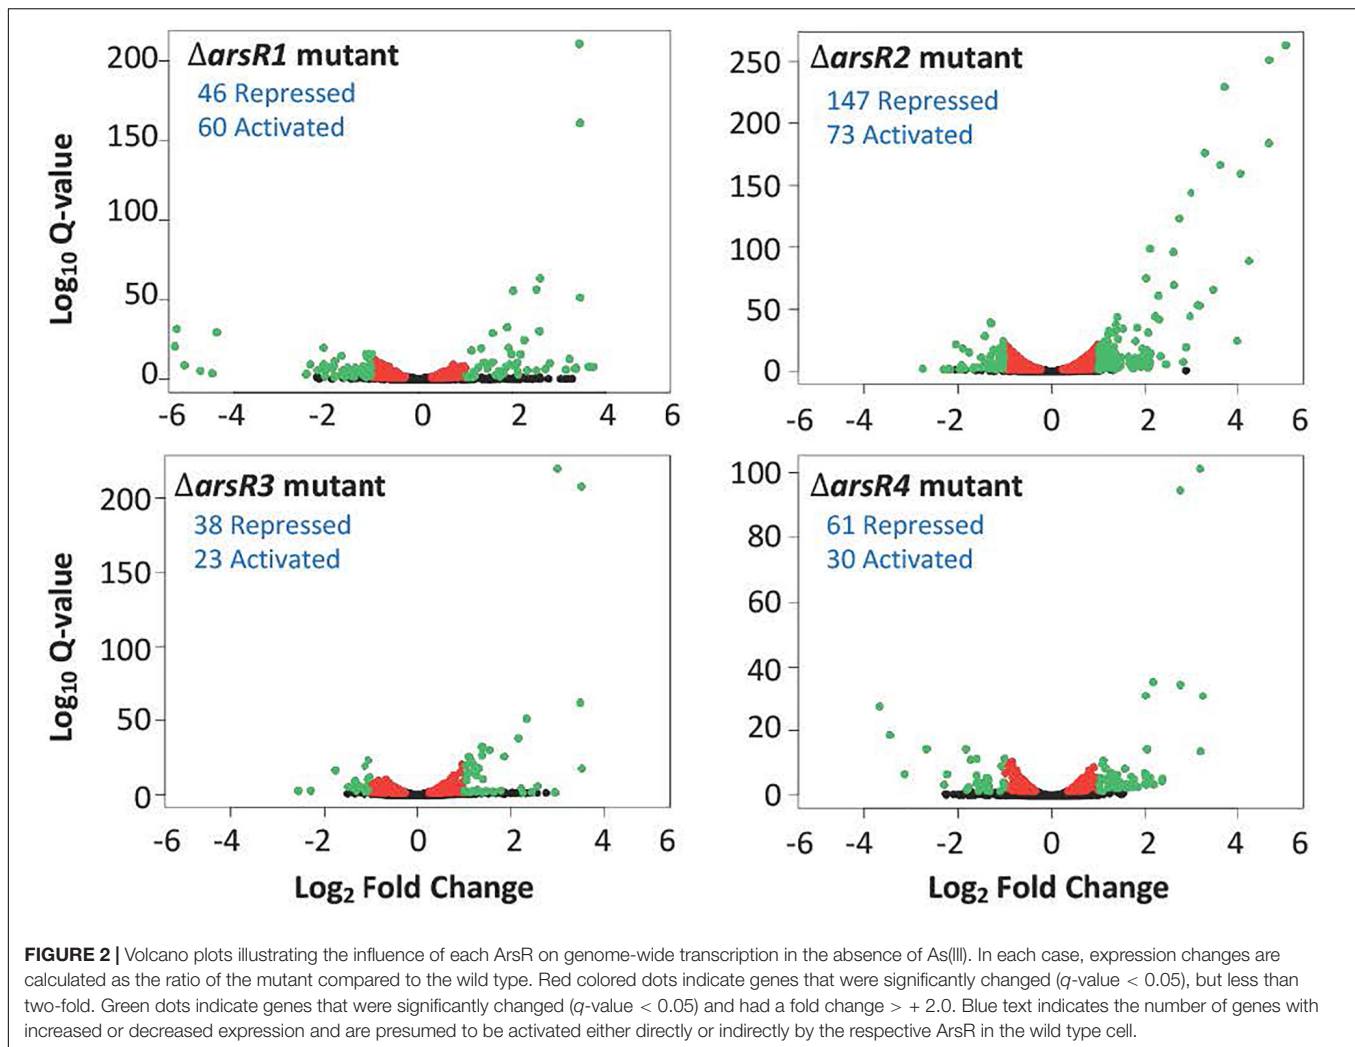 ΔarsR1 mutant
46 Repressed
60 Activated
200
150
100
50
0
Log10 Q-value
-6 -4 -2 0 2 4 6
ΔarsR2 mutant
147 Repressed
73 Activated
250
200
150
100
50
0
-6 -4 -2 0 2 4 6
ΔarsR3 mutant
38 Repressed
23 Activated
200
150
100
50
0
Log10 Q-value
-6 -4 -2 0 2 4 6
Log2 Fold Change
ΔarsR4 mutant
61 Repressed
30 Activated
100
80
60
40
20
0
-6 -4 -2 0 2 4 6
Log2 Fold Change
FIGURE 2 | Volcano plots illustrating the influence of each ArsR on genome-wide transcription in the absence of As(III). In each case, expression changes are
calculated as the ratio of the mutant compared to the wild type. Red colored dots indicate genes that were significantly changed (q-value < 0.05), but less than
two-fold. Green dots indicate genes that were significantly changed (q-value < 0.05) and had a fold change > + 2.0. Blue text indicates the number of genes with
increased or decreased expression and are presumed to be activated either directly or indirectly by the respective ArsR in the wild type cell.